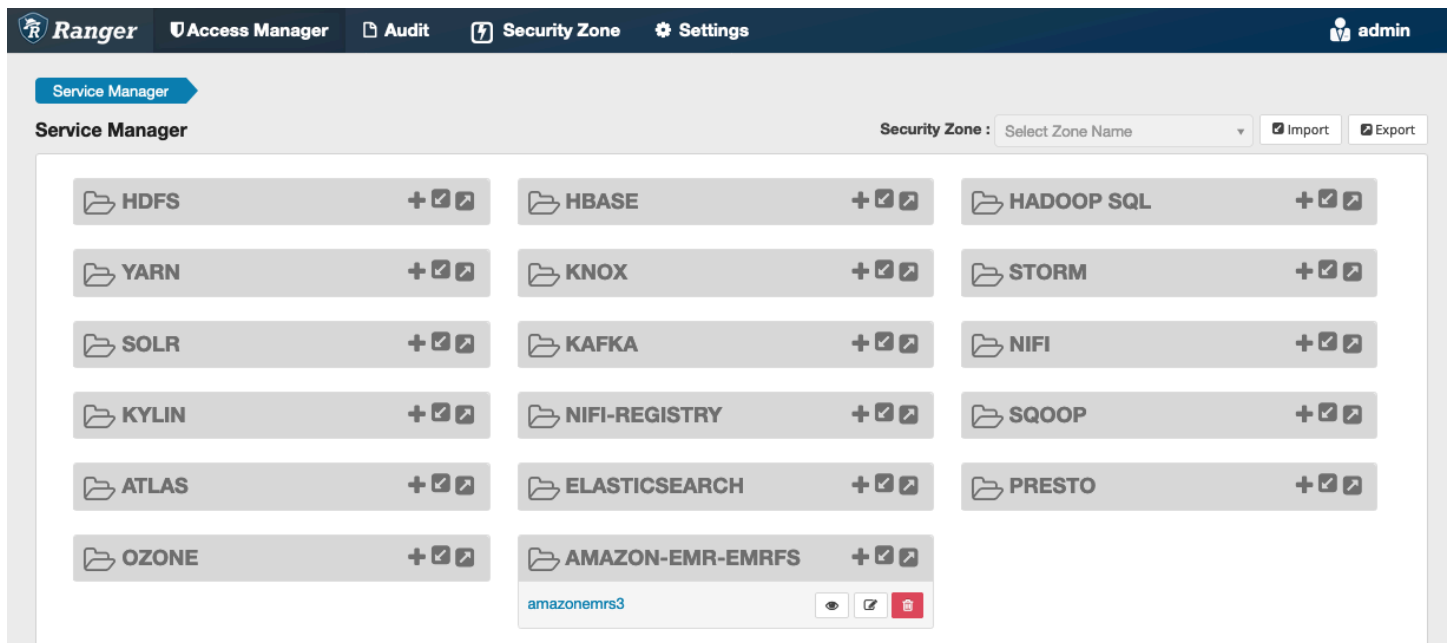 Ranger Access Manager Audit Security Zone Settings admin
Service Manager
Service Manager Security Zone : Select Zone Name Import Export
HDFS HBASE HADOOP SQL
YARN KNOX STORM
SOLR KAFKA NIFI
KYLIN NIFI-REGISTRY SQOOP
ATLAS ELASTICSEARCH PRESTO
OZONE AMAZON-EMR-EMRFS
amazonemrs3